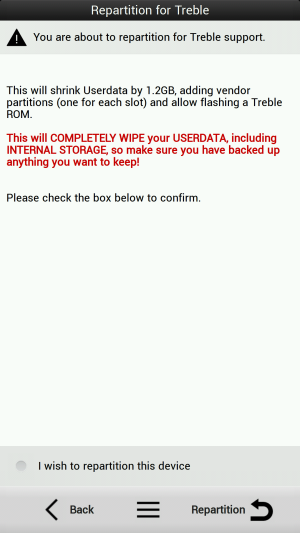 Repartition for Treble
You are about to repartition for Treble support.
This will shrink Userdata by 1.2GB, adding vendor
partitions (one for each slot) and allow flashing a Treble
ROM.
This will COMPLETELY WIPE your USERDATA, including
INTERNAL STORAGE, so make sure you have backed up
anything you want to keep!
Please check the box below to confirm.
I wish to repartition this device
Back
Repartition